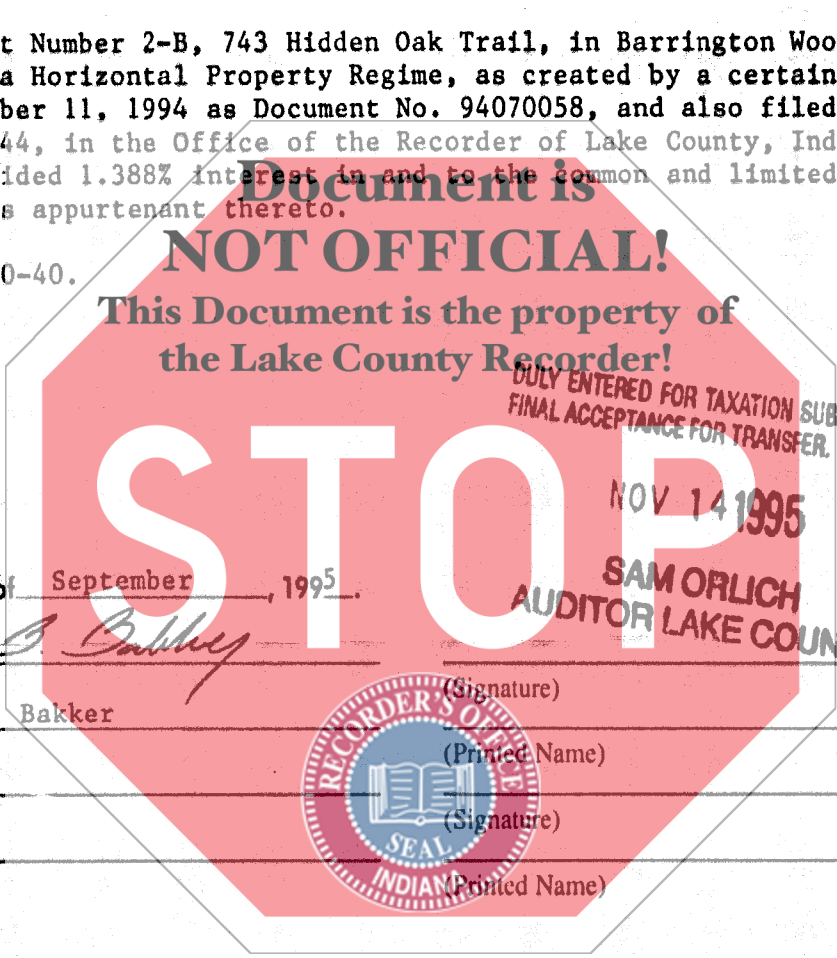 t Number 2-B, 743 Hidden Oak Trail, in Barrington Woo
a Horizontal Property Regime, as created by a certain
ber 11, 1994 as Document No. 94070058, and also filed
44, in the Office of the Recorder of Lake County, Ind
ided 1.388% interest in and to the common and limited
s appurtenant thereto.
0-40.
Document is
NOT OFFICIAL!
This Document is the property of
the Lake County Recorder!
DULY ENTERED FOR TAXATION SUB
FINAL ACCEPTANCE FOR TRANSFER.
STOP
NOV 14 1995
SAM ORLICH
AUDITOR LAKE COUN
of September, 1995.
(Signature)
Bakker
(Printed Name)
(Signature)
(Printed Name)
RECORDER'S OFFICE
SEAL
INDIANA